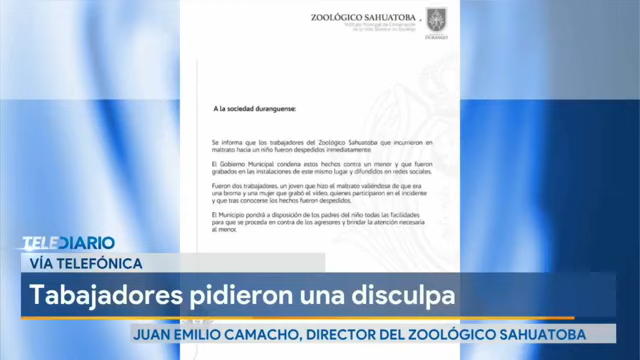 ZOOLÓGICO SAHUATOBA
DURANGO
A la sociedad duranguense:
Se informa que los trabajadores del Zoológico Sahuatoba que incurrieron en
maltrato hacia un niño fueron despedidos inmediatamente.
El Gobierno Municipal condena estos hechos contra un menor y que fueron
grabados en las instalaciones de este mismo lugar y difundidos en redes sociales.
Fueron dos trabajadores, un joven que hizo el maltrato valiéndose de que era
una broma y una mujer que grabó el video, quienes participaron en el incidente
y que tras conocerse los hechos fueron despedidos.
El Municipio pondrá a disposición de los padres del niño todas las facilidades
para que se proceda en contra de los agresores y brindar la atención necesaria
al menor.
TELEDIARIO
VÍA TELEFÓNICA
Tabajadores pidieron una disculpa
JUAN EMILIO CAMACHO, DIRECTOR DEL ZOOLÓGICO SAHUATOBA